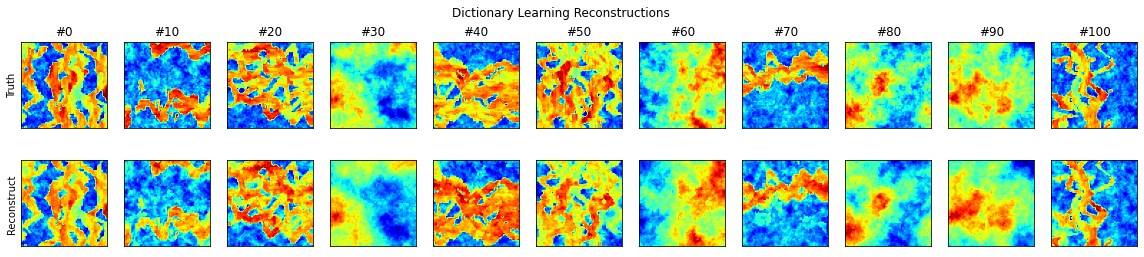 Dictionary Learning Reconstructions
#0 #10 #20 #30 #40 #50 #60 #70 #80 #90 #100
Truth
Reconstruct